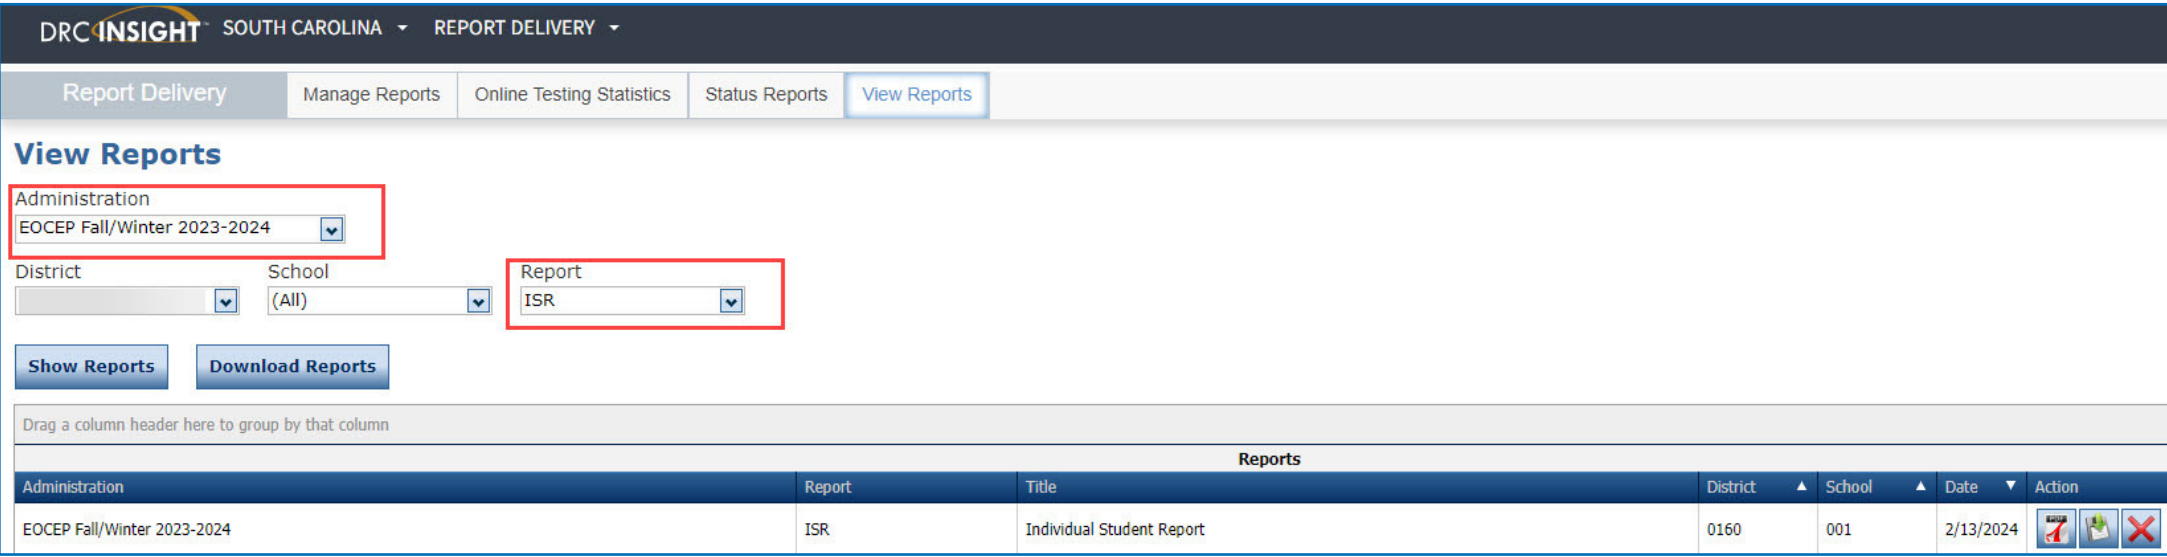 DRC INSIGHT SOUTH CAROLINA REPORT DELIVERY
Report Delivery Manage Reports Online Testing Statistics Status Reports View Reports
View Reports
Administration
EOCEP Fall/Winter 2023-2024
District School Report
(All) ISR
Show Reports Download Reports
Drag a column header here to group by that column
Reports
Administration Report Title District School Date Action
EOCEP Fall/Winter 2023-2024 ISR Individual Student Report 0160 001 2/13/2024